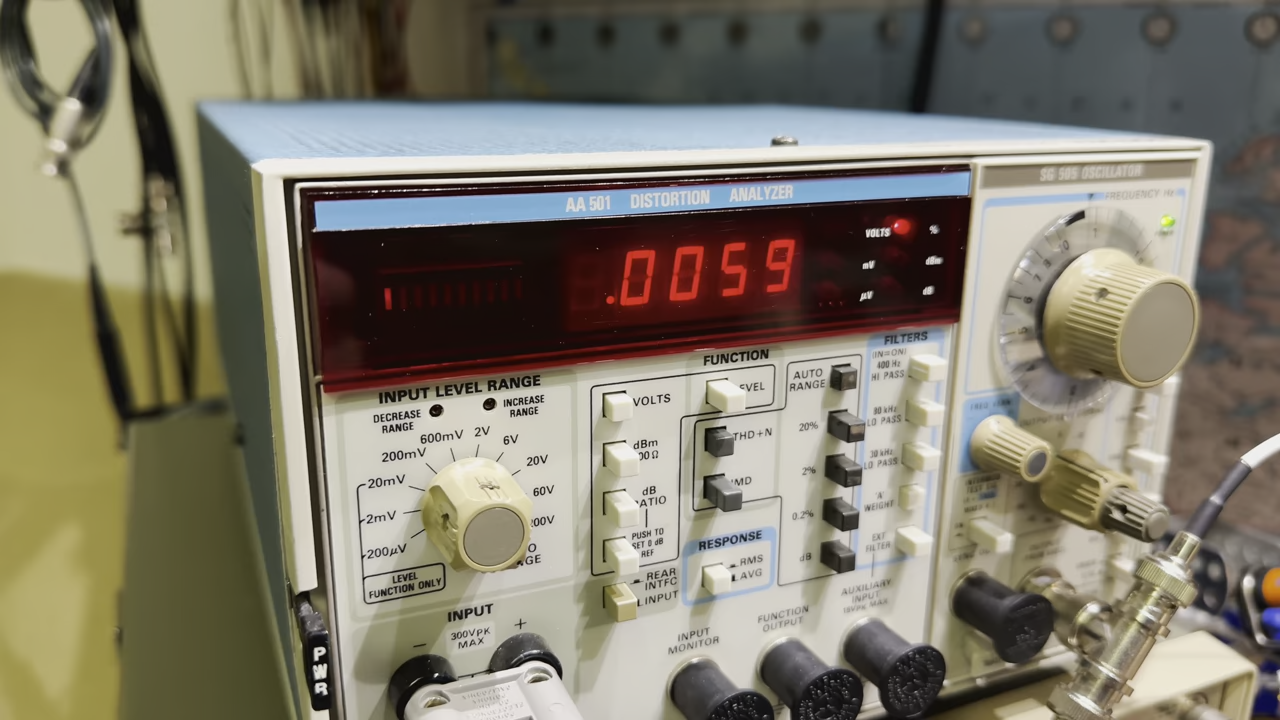 AA 501 DISTORTION ANALYZER
SG 505 OSCILLATOR
FREQUENCY Hz
.0059
VOLTS %
mV dBm
µV dB
INPUT LEVEL RANGE
DECREASE RANGE
INCREASE RANGE
200µV
2mV
20mV
200mV
600mV
2V
6V
20V
60V
LEVEL
FUNCTION ONLY
INPUT
300VPK
MAX
− +
PWR
FUNCTION
VOLTS
dBm
dB
PUSH TO
SET 0 dB
REF
REAR
INTFC
INPUT
THD+N
RESPONSE
RMS
AVG
AUTO
RANGE
20%
2%
0.2%
dB
FILTERS
(IN=ON)
400 Hz
HI PASS
80 kHz
LO PASS
30 kHz
LO PASS
'A'
WEIGHT
EXT
FILTER
INPUT
MONITOR
FUNCTION
OUTPUT
AUXILIARY
INPUT
MAX